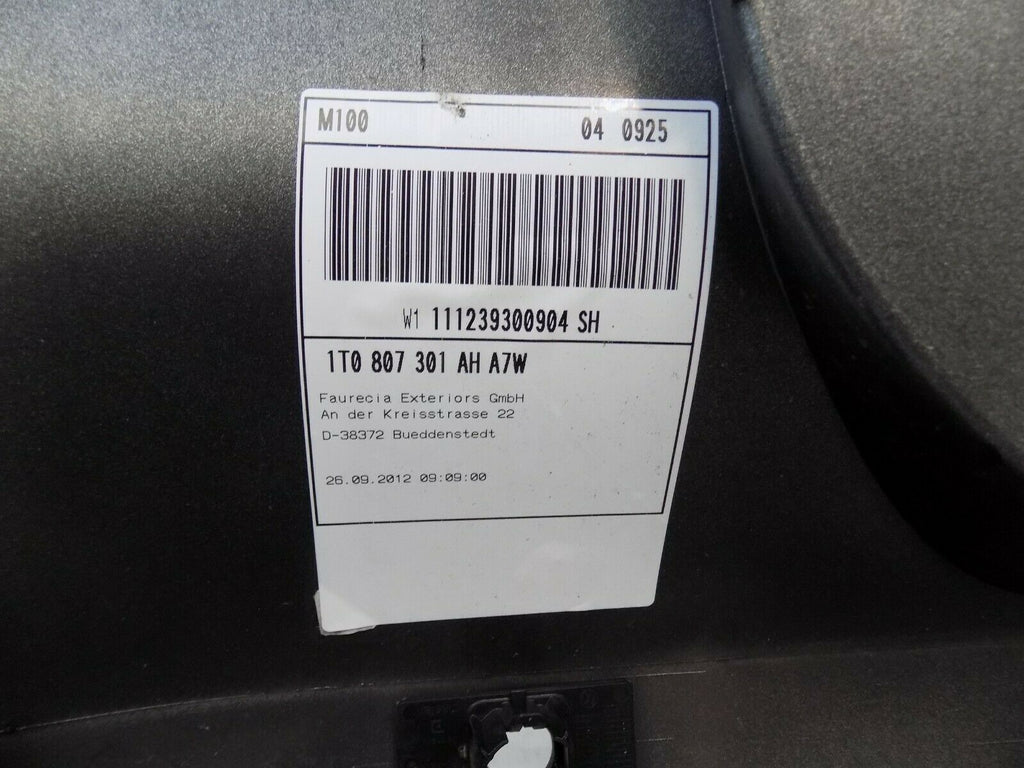 M100 04 0925
W1 111239300904 SH
1T0 807 301 AH A7W
Faurecia Exteriors GmbH
An der Kreisstrasse 22
D-38372 Bueddenstedt
26.09.2012 09:09:00